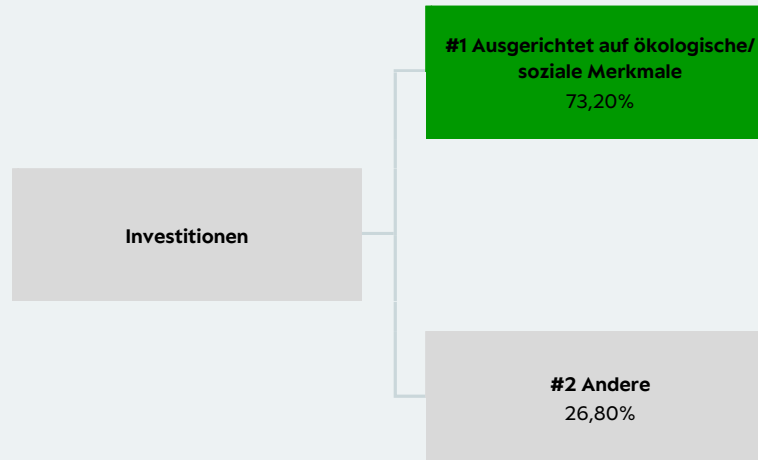 #1 Ausgerichtet auf ökologische/
soziale Merkmale
73,20%
Investitionen
#2 Andere
26,80%